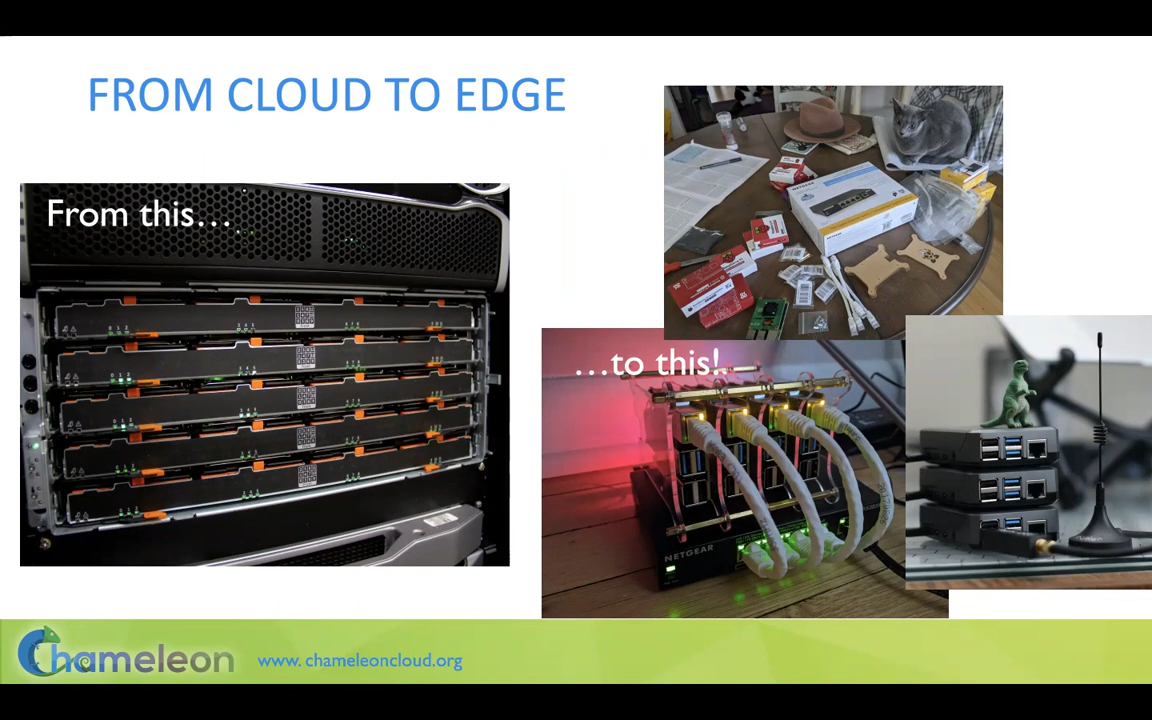 FROM CLOUD TO EDGE
From this…
…to this!
NETGEAR
Chameleon
www. chameleoncloud.org